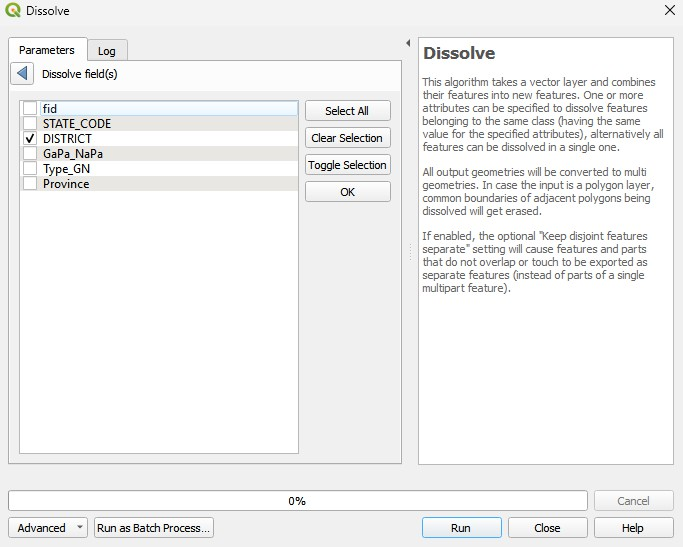 Dissolve
Parameters
Log
Dissolve field(s)
fid
STATE_CODE
DISTRICT
GaPa_NaPa
Type_GN
Province
Select All
Clear Selection
Toggle Selection
OK
Dissolve
This algorithm takes a vector layer and combines
their features into new features. One or more
attributes can be specified to dissolve features
belonging to the same class (having the same
value for the specified attributes), alternatively all
features can be dissolved in a single one.
All output geometries will be converted to multi
geometries. In case the input is a polygon layer,
common boundaries of adjacent polygons being
dissolved will get erased.
If enabled, the optional "Keep disjoint features
separate" setting will cause features and parts
that do not overlap or touch to be exported as
separate features (instead of parts of a single
multipart feature).
0%
Cancel
Advanced
Run as Batch Process...
Run
Close
Help